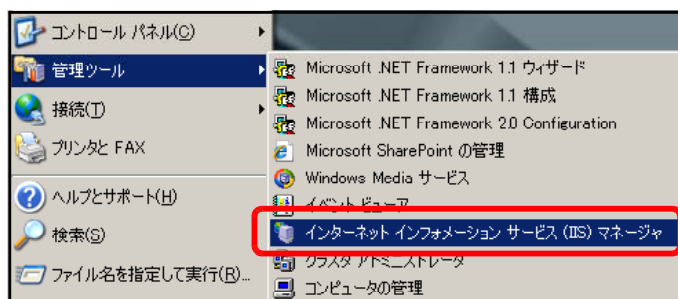 コントロール パネル(C)
管理ツール
接続(T)
プリンタと FAX
ヘルプとサポート(H)
検索(S)
ファイル名を指定して実行(R)...
Microsoft .NET Framework 1.1 ウィザード
Microsoft .NET Framework 1.1 構成
Microsoft .NET Framework 2.0 Configuration
Microsoft SharePoint の管理
Windows Media サービス
イベント ビューア
インターネット インフォメーション サービス (IIS) マネージャ
クラスタ アドミニストレータ
コンピュータの管理